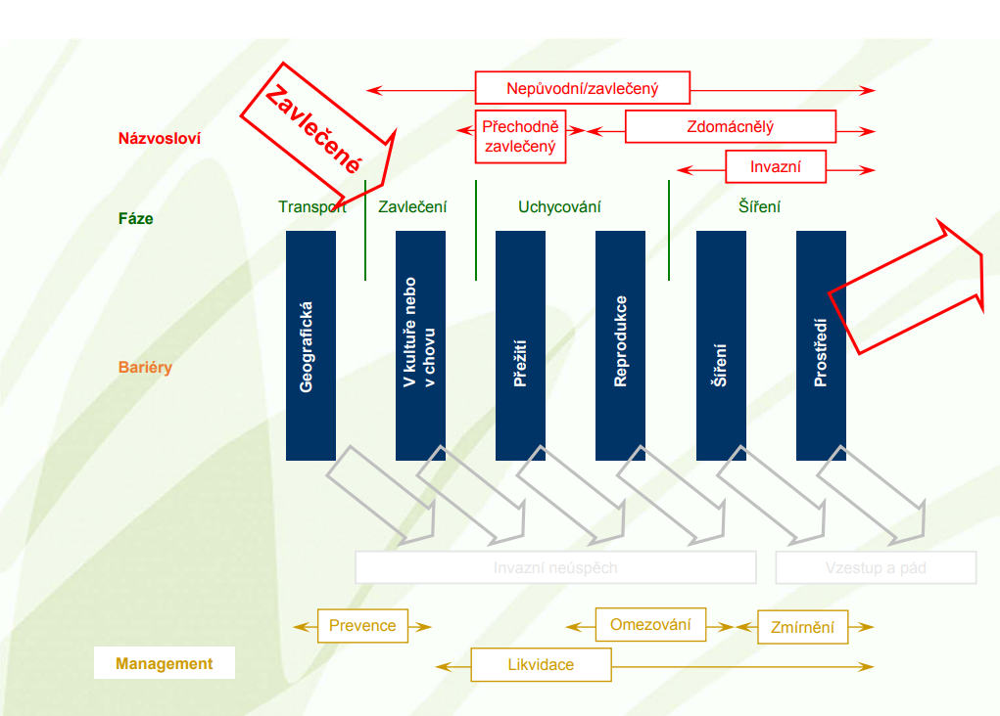 Zavlečené
Nepůvodní/zavlečený
Názvosloví
Přechodně
zavlečený
Zdomácnělý
Invazní
Fáze
Transport
Zavlečení
Uchycování
Šíření
Bariéry
Geografická
V kultuře nebo
v chovu
Přežití
Reprodukce
Šíření
Prostředí
Invazní neúspěch
Vzestup a pád
Prevence
Omezování
Zmírnění
Management
Likvidace